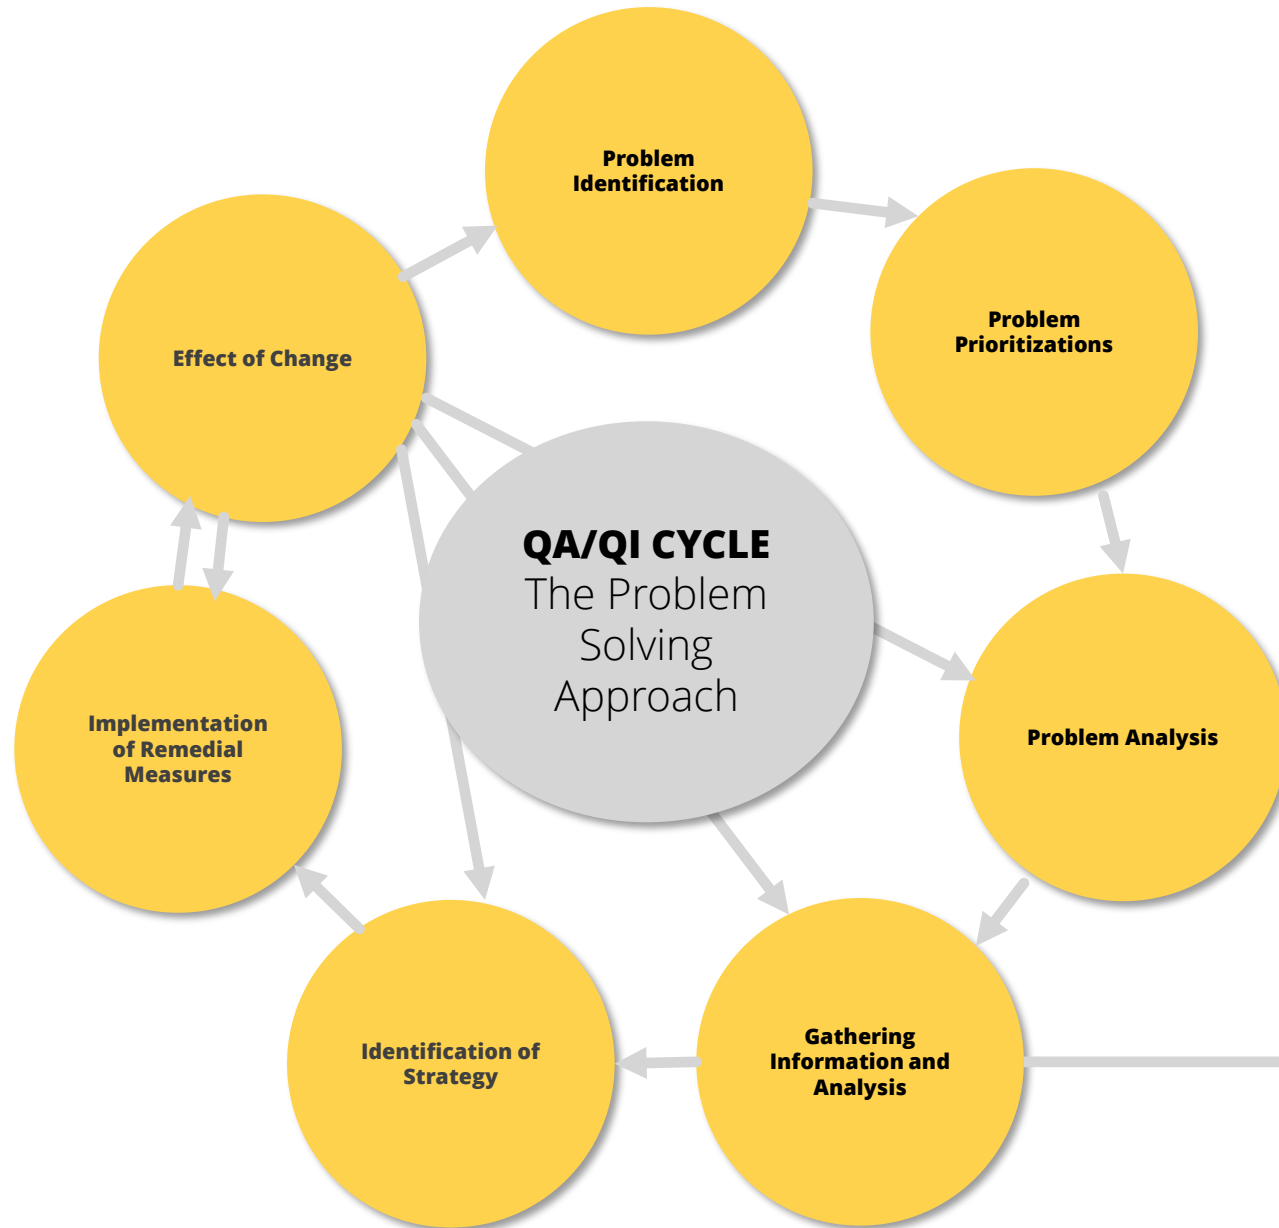 Problem
Identification
Problem
Prioritizations
Effect of Change
QA/QI CYCLE
The Problem
Solving
Approach
Problem Analysis
Implementation
of Remedial
Measures
Gathering
Information and
Analysis
Identification of
Strategy